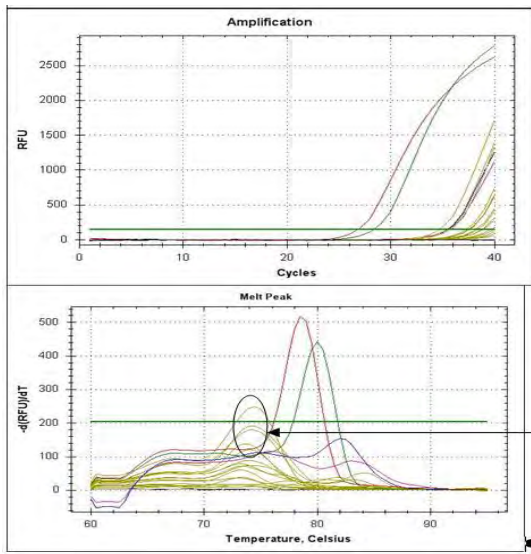 Amplification
2500
2000
1500
1000
500
0
RFU
0 10 20 30 40
Cycles
Melt Peak
500
400
300
200
100
0
-d(RFU)/dT
60 70 80 90
Temperature, Celsius